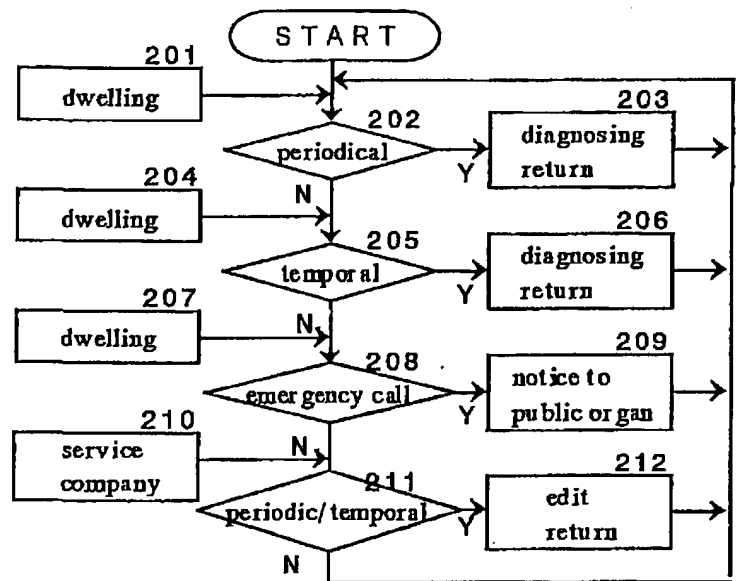 START
201
dwelling
202
periodical
203
diagnosing
return
Y
N
204
dwelling
205
temporal
206
diagnosing
return
Y
N
207
dwelling
208
emergency call
209
notice to
public organ
Y
N
210
service
company
211
periodic/temporal
212
edit
return
Y
N